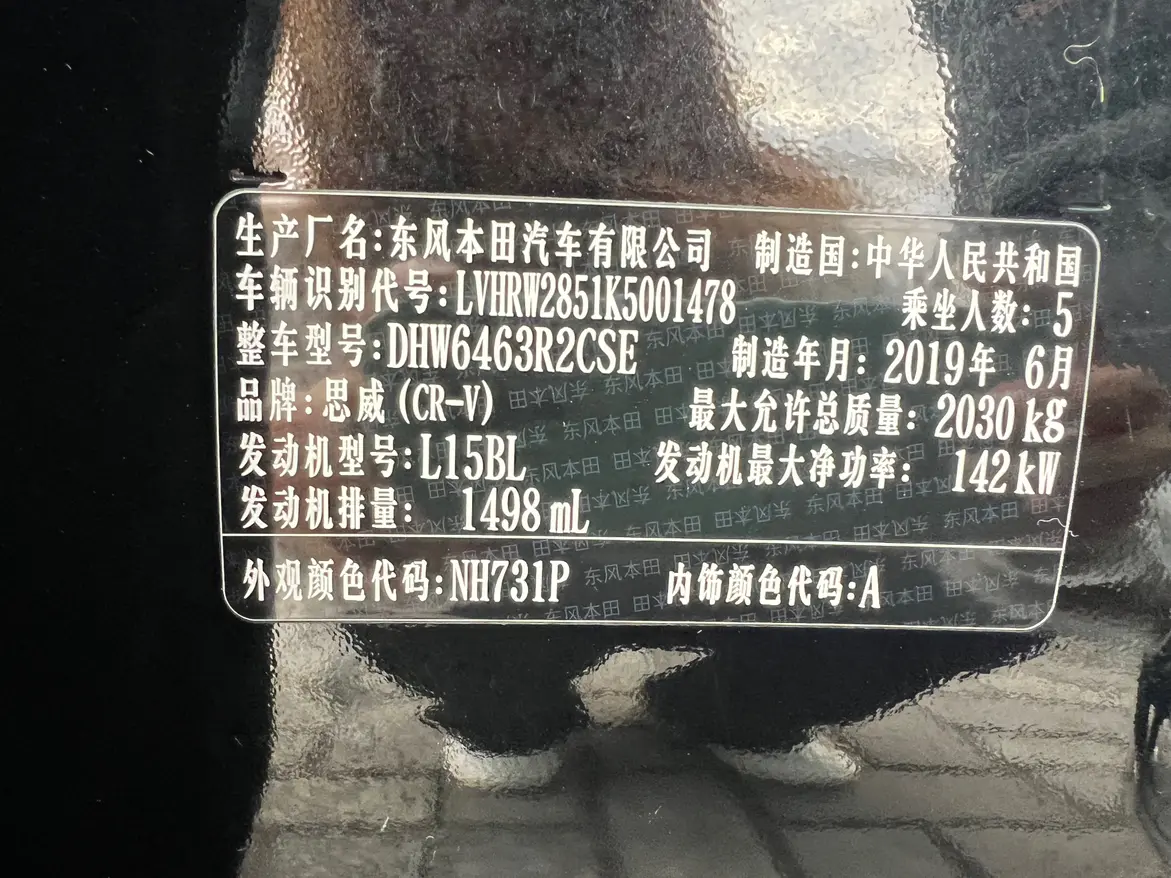 生产厂名:东风本田汽车有限公司 制造国:中华人民共和国
车辆识别代号:LVHRW2851K5001478 乘坐人数: 5
整车型号:DHW6463R2CSE 制造年月: 2019年 6月
品牌:思威(CR-V) 最大允许总质量: 2030 kg
发动机型号:L15BL 发动机最大净功率: 142 kW
发动机排量: 1498 mL
外观颜色代码:NH731P 内饰颜色代码:A